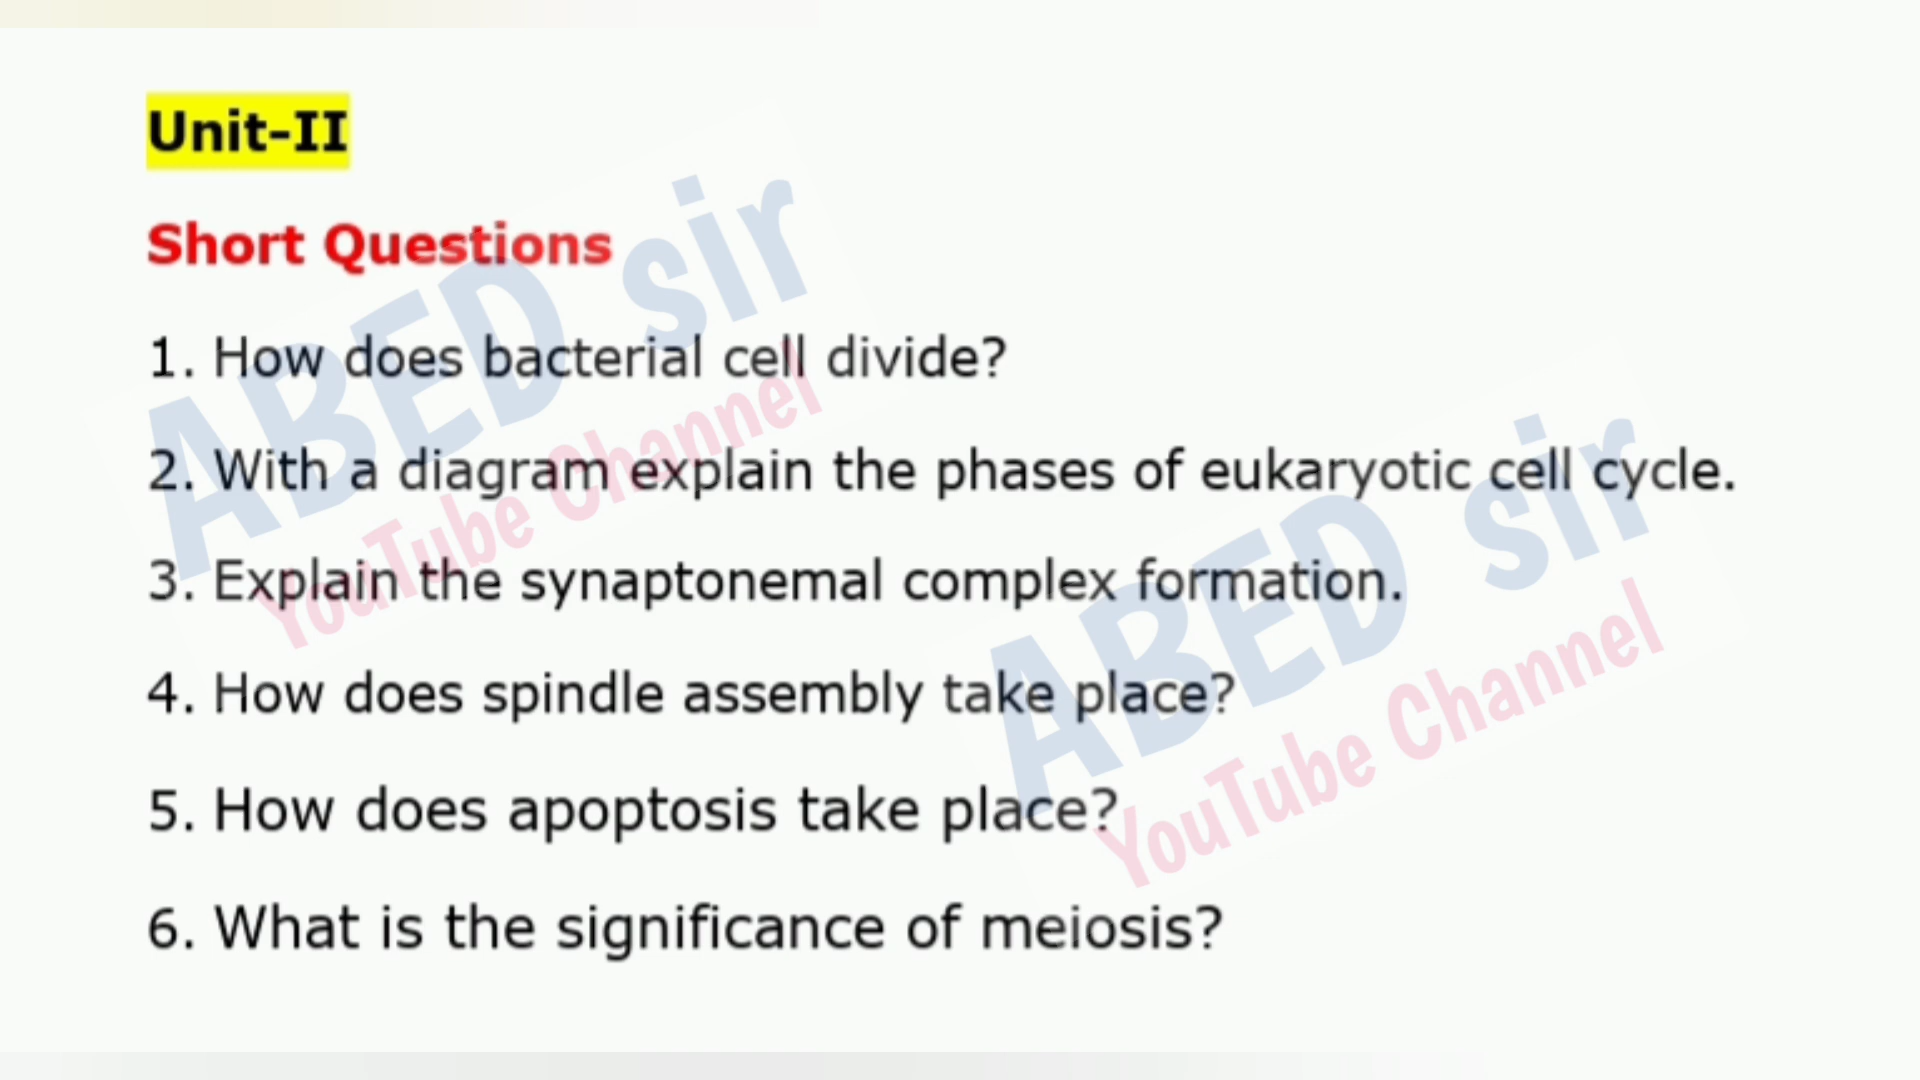 Unit-II
Short Questions
1. How does bacterial cell divide?
2. With a diagram explain the phases of eukaryotic cell cycle.
3. Explain the synaptonemal complex formation.
4. How does spindle assembly take place?
5. How does apoptosis take place?
6. What is the significance of meiosis?
ABED sir
YouTube Channel
ABED sir
YouTube Channel